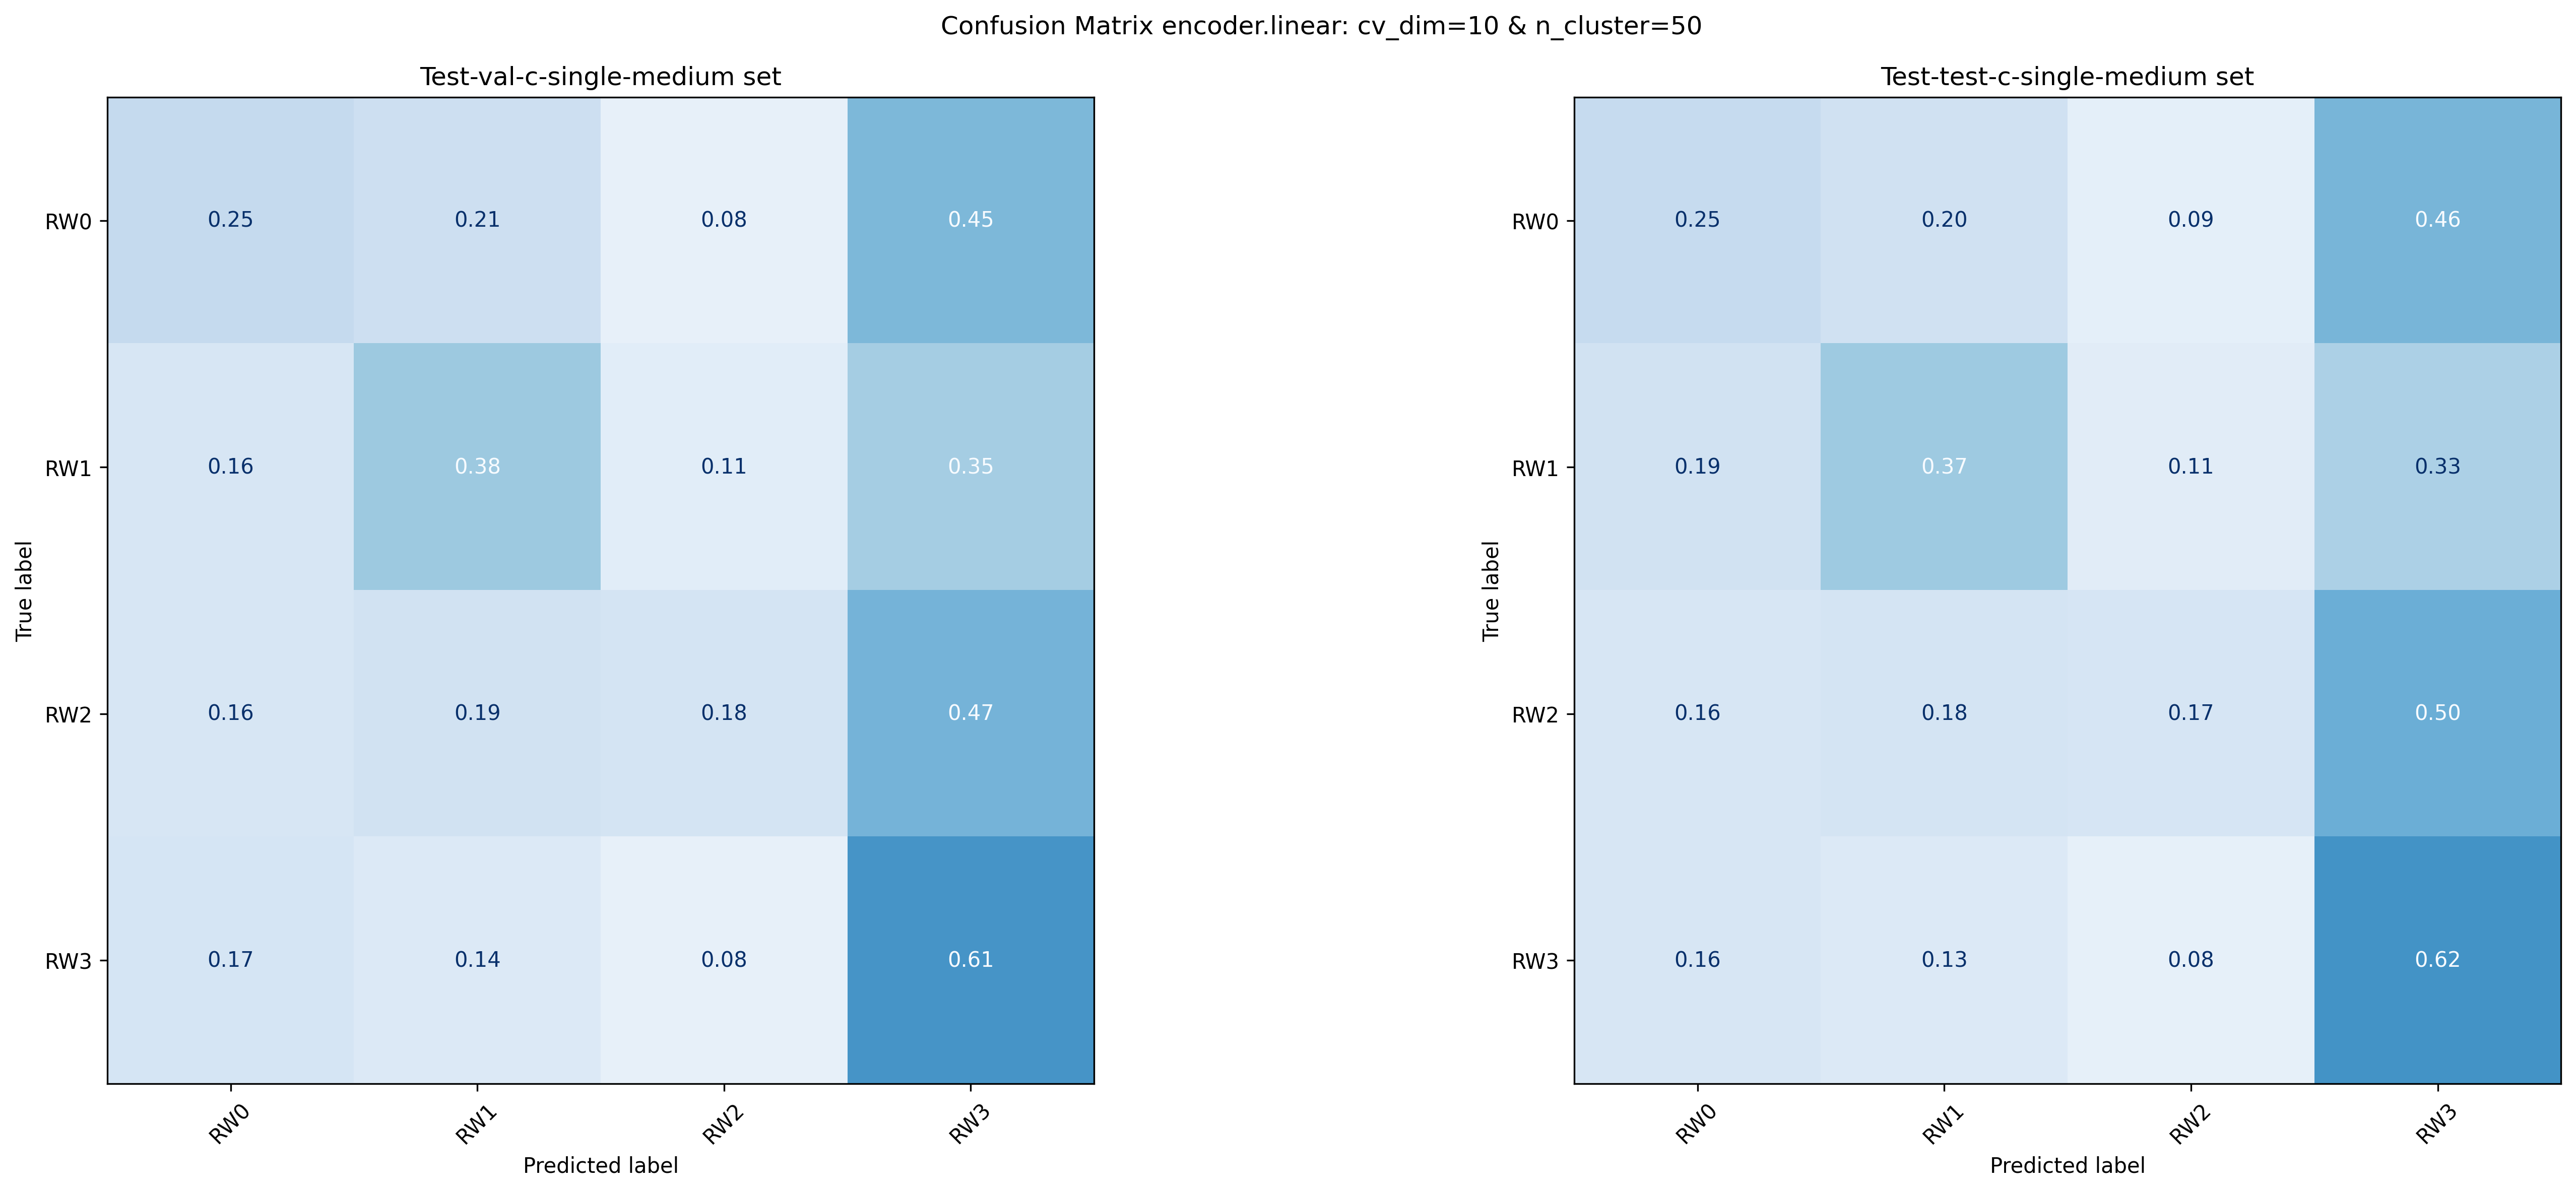 Confusion Matrix encoder.linear: cv_dim=10 & n_cluster=50
Test-val-c-single-medium set
True label
RW0 0.25 0.21 0.08 0.45
RW1 0.16 0.38 0.11 0.35
RW2 0.16 0.19 0.18 0.47
RW3 0.17 0.14 0.08 0.61
RW0 RW1 RW2 RW3
Predicted label
Test-test-c-single-medium set
True label
RW0 0.25 0.20 0.09 0.46
RW1 0.19 0.37 0.11 0.33
RW2 0.16 0.18 0.17 0.50
RW3 0.16 0.13 0.08 0.62
RW0 RW1 RW2 RW3
Predicted label